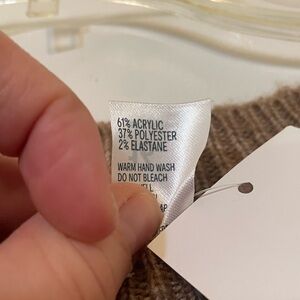 61% ACRYLIC
37% POLYESTER
2% ELASTANE
WARM HAND WASH
DO NOT BLEACH